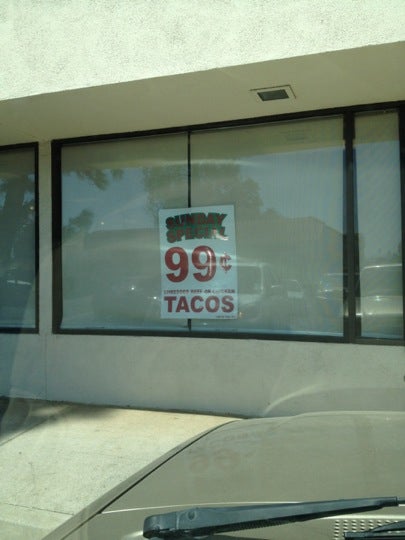 SUNDAY
SPECIAL
99¢
SHREDDED BEEF OR CHICKEN
TACOS